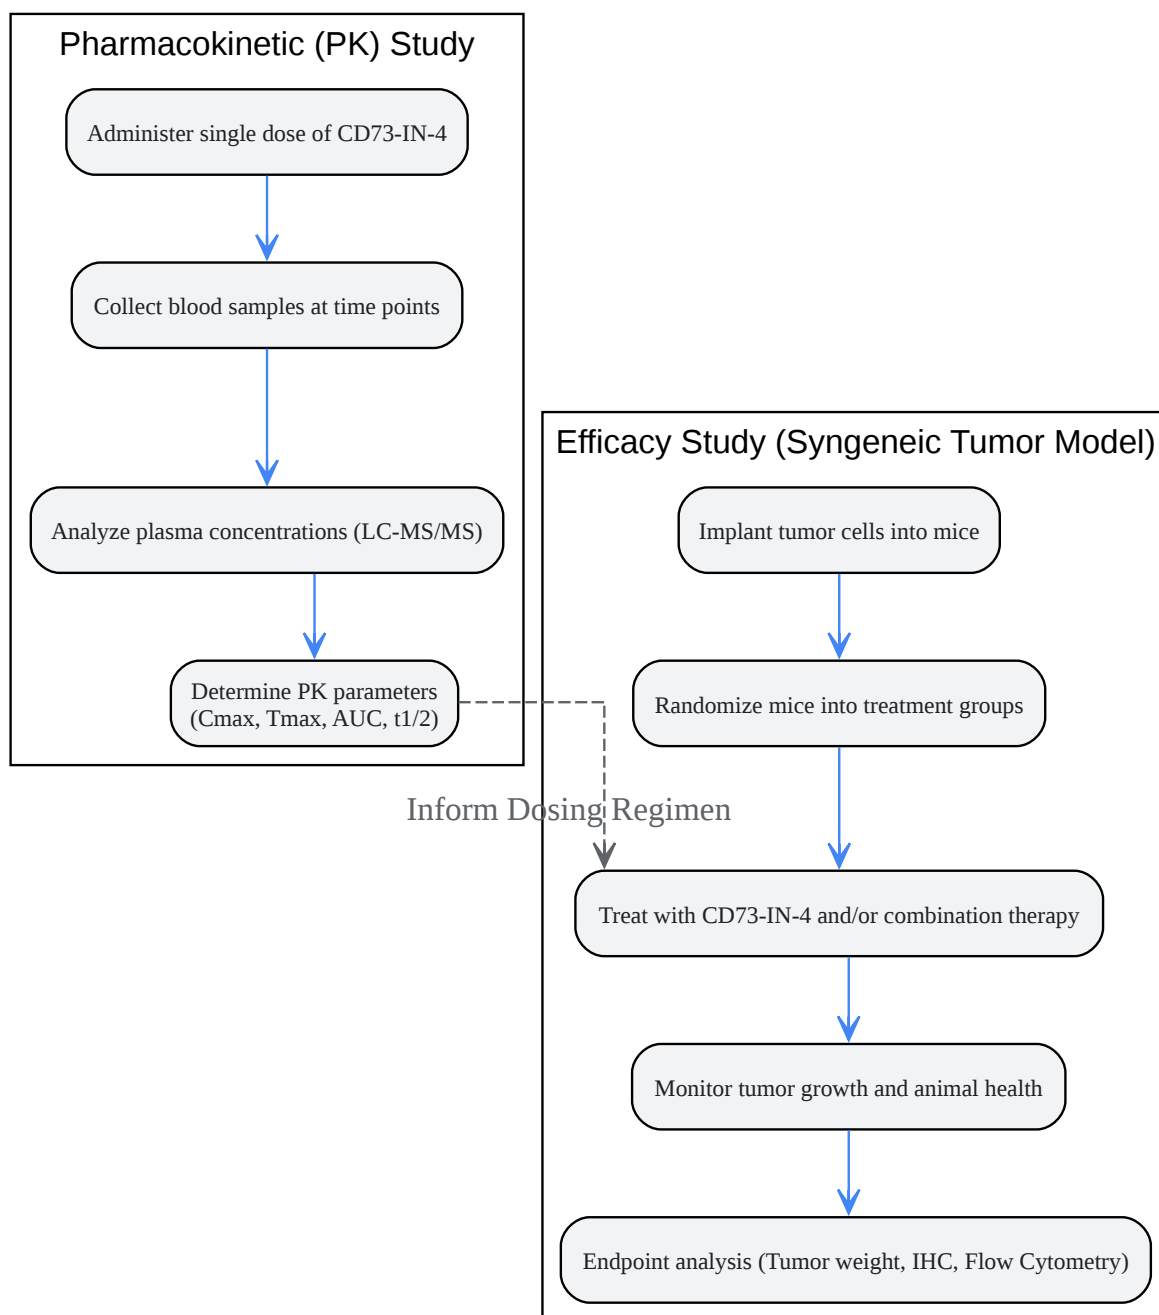 Pharmacokinetic (PK) Study
Administer single dose of CD73-IN-4
Collect blood samples at time points
Analyze plasma concentrations (LC-MS/MS)
Determine PK parameters
(Cmax, Tmax, AUC, t1/2)
Inform Dosing Regimen
Efficacy Study (Syngeneic Tumor Model)
Implant tumor cells into mice
Randomize mice into treatment groups
Treat with CD73-IN-4 and/or combination therapy
Monitor tumor growth and animal health
Endpoint analysis (Tumor weight, IHC, Flow Cytometry)